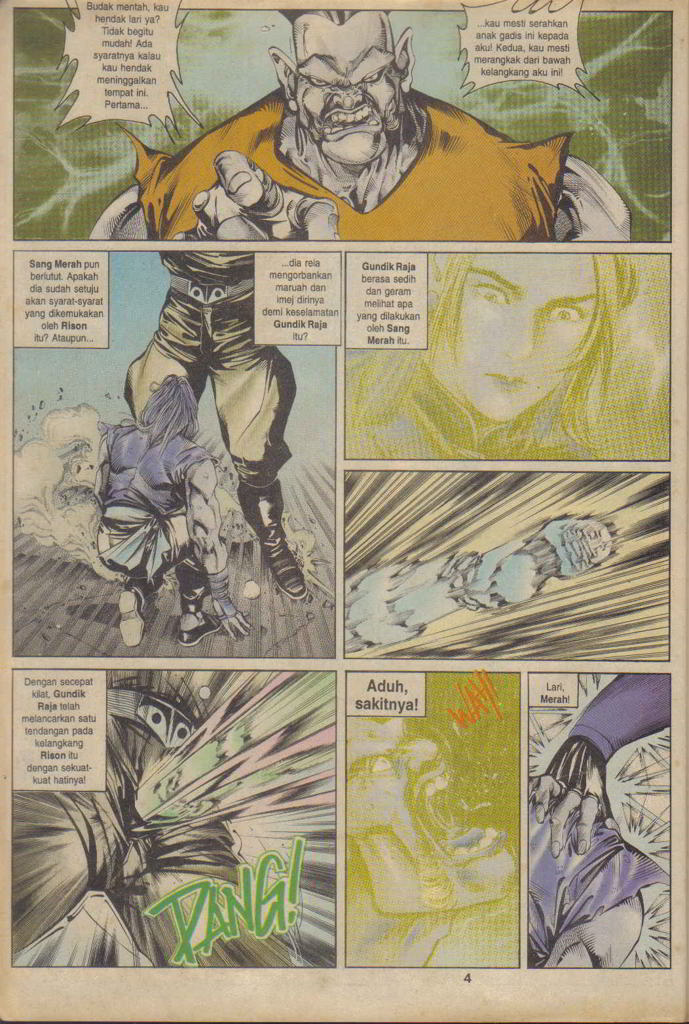 Budak mentah, kau
hendak lari ya?
Tidak begitu
mudah! Ada
syaratnya kalau
kau hendak
meninggalkan
tempat ini.
Pertama...
...kau mesti serahkan
anak gadis ini kepada
aku! Kedua, kau mesti
merangkak dari bawah
kelangkang aku ini!
Sang Merah pun
berlutut. Apakah
dia sudah setuju
akan syarat-syarat
yang dikemukakan
oleh Rison
itu? Ataupun...
...dia rela
mengorbankan
maruah dan
imej dirinya
demi keselamatan
Gundik Raja
itu?
Gundik Raja
berasa sedih
dan geram
melihat apa
yang dilakukan
oleh Sang
Merah itu.
Dengan secepat
kilat, Gundik
Raja telah
melancarkan satu
tendangan pada
kelangkang
Rison itu
dengan sekuat-
kuat hatinya!
PANG!
Aduh,
sakitnya!
WAH!
Lari,
Merah!
4